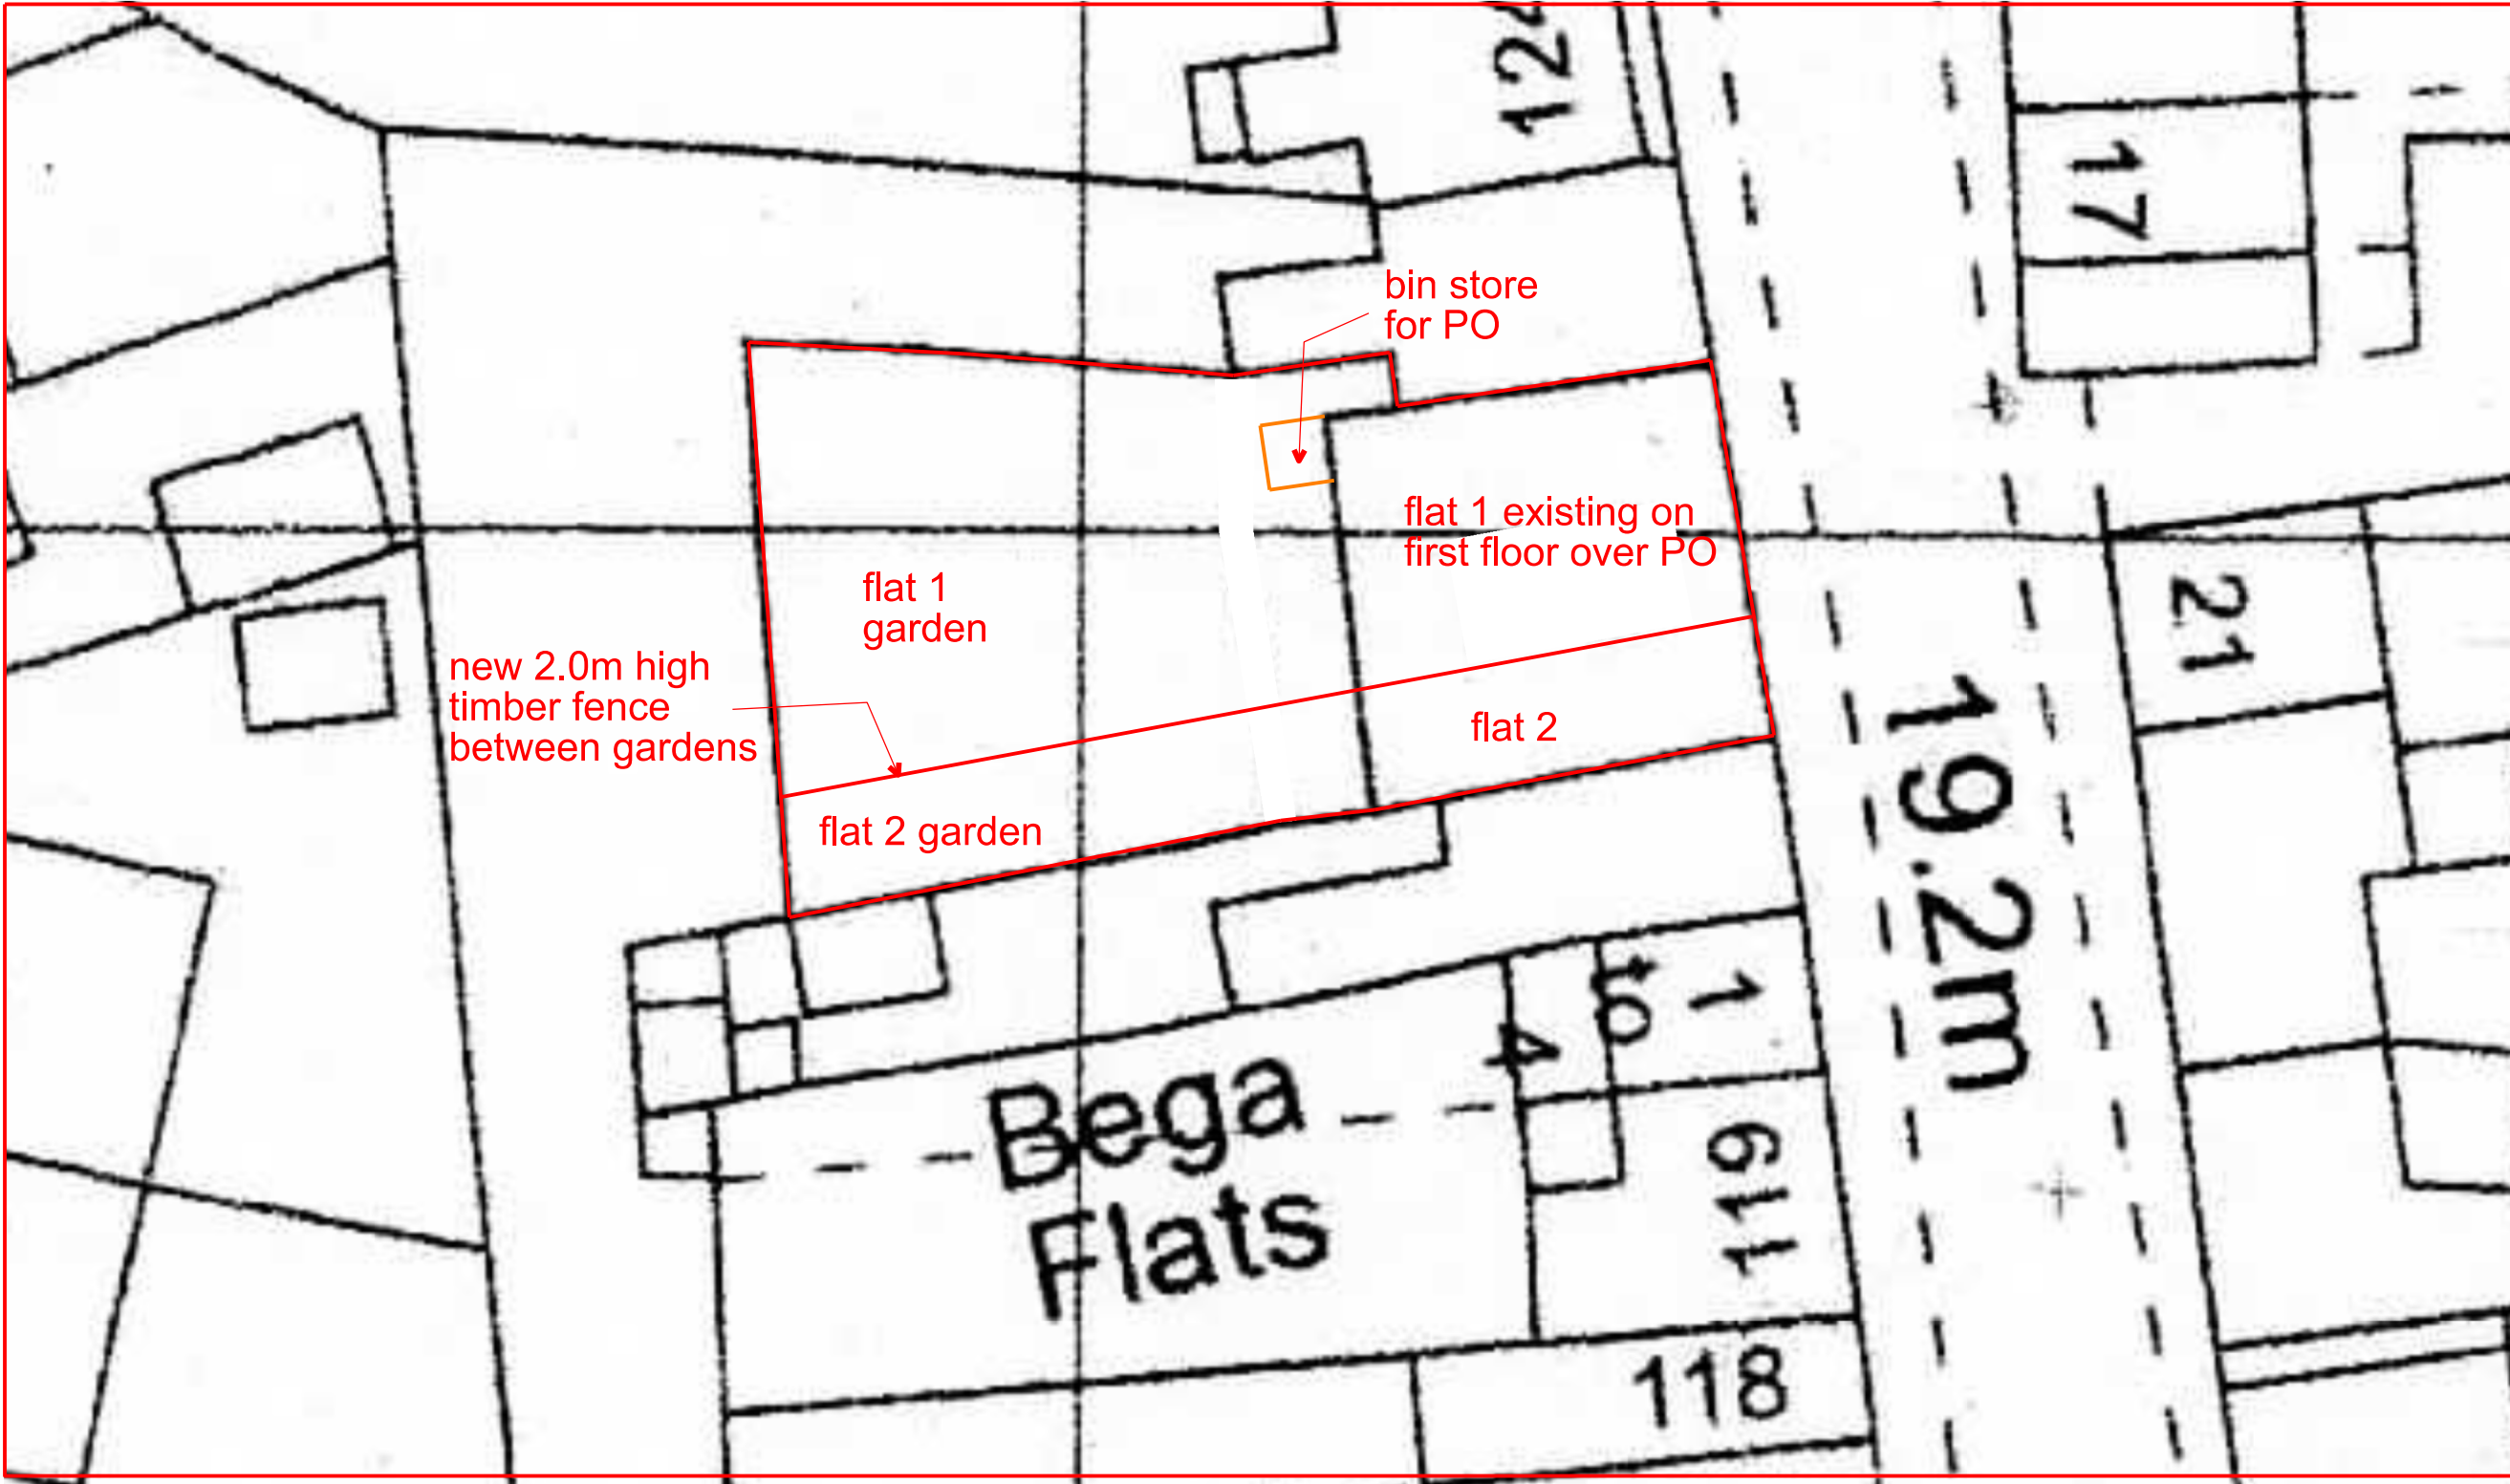 12
17
bin store
for PO
flat 1 existing on
first floor over PO
flat 1
garden
21
new 2.0m high
timber fence
between gardens
flat 2
19.2m
flat 2 garden
1
to
4
Bega
Flats
119
118